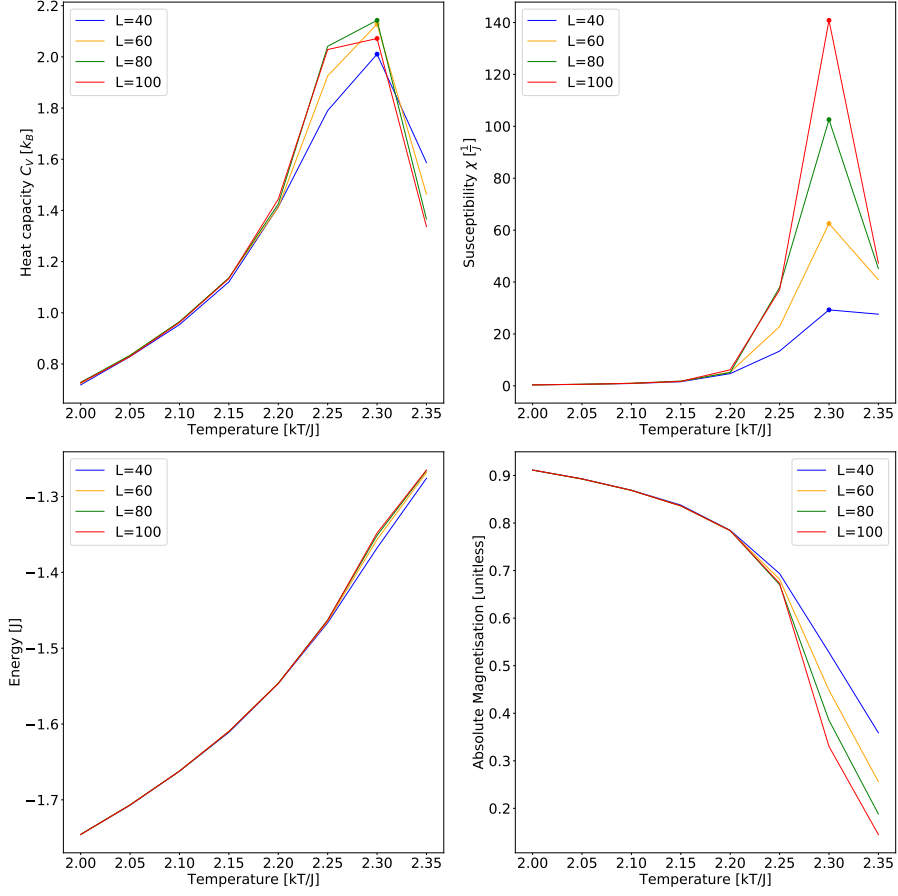 2.2
2.0
1.8
1.6
1.4
1.2
1.0
0.8
Heat capacity C_V [k_B]
L=40
L=60
L=80
L=100
2.00 2.05 2.10 2.15 2.20 2.25 2.30 2.35
Temperature [kT/J]
140
120
100
80
60
40
20
0
Susceptibility χ [1/J]
L=40
L=60
L=80
L=100
2.00 2.05 2.10 2.15 2.20 2.25 2.30 2.35
Temperature [kT/J]
−1.3
−1.4
−1.5
−1.6
−1.7
Energy [J]
L=40
L=60
L=80
L=100
2.00 2.05 2.10 2.15 2.20 2.25 2.30 2.35
Temperature [kT/J]
0.9
0.8
0.7
0.6
0.5
0.4
0.3
0.2
Absolute Magnetisation [unitless]
L=40
L=60
L=80
L=100
2.00 2.05 2.10 2.15 2.20 2.25 2.30 2.35
Temperature [kT/J]